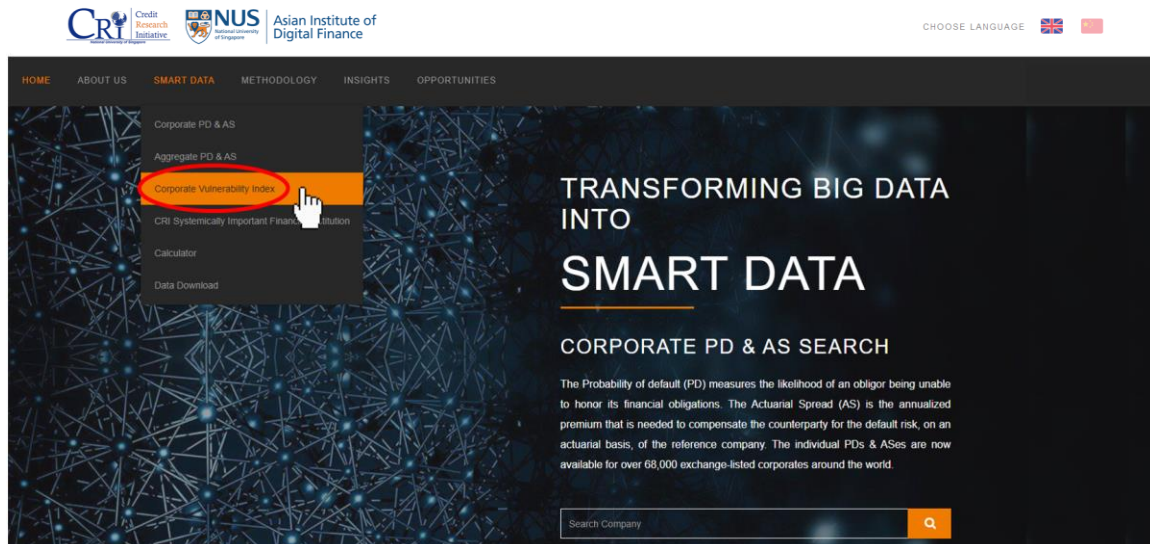 CRI
Credit
Research
Initiative
National University of Singapore
NUS
National University
of Singapore
Asian Institute of
Digital Finance
CHOOSE LANGUAGE
HOME ABOUT US SMART DATA METHODOLOGY INSIGHTS OPPORTUNITIES
Corporate PD & AS
Aggregate PD & AS
Corporate Vulnerability Index
CRI Systemically Important Financ titution
Calculator
Data Download
TRANSFORMING BIG DATA
INTO
SMART DATA
CORPORATE PD & AS SEARCH
The Probability of default (PD) measures the likelihood of an obligor being unable
to honor its financial obligations. The Actuarial Spread (AS) is the annualized
premium that is needed to compensate the counterparty for the default risk, on an
actuarial basis, of the reference company. The individual PDs & ASes are now
available for over 68,000 exchange-listed corporates around the world.
Search Company